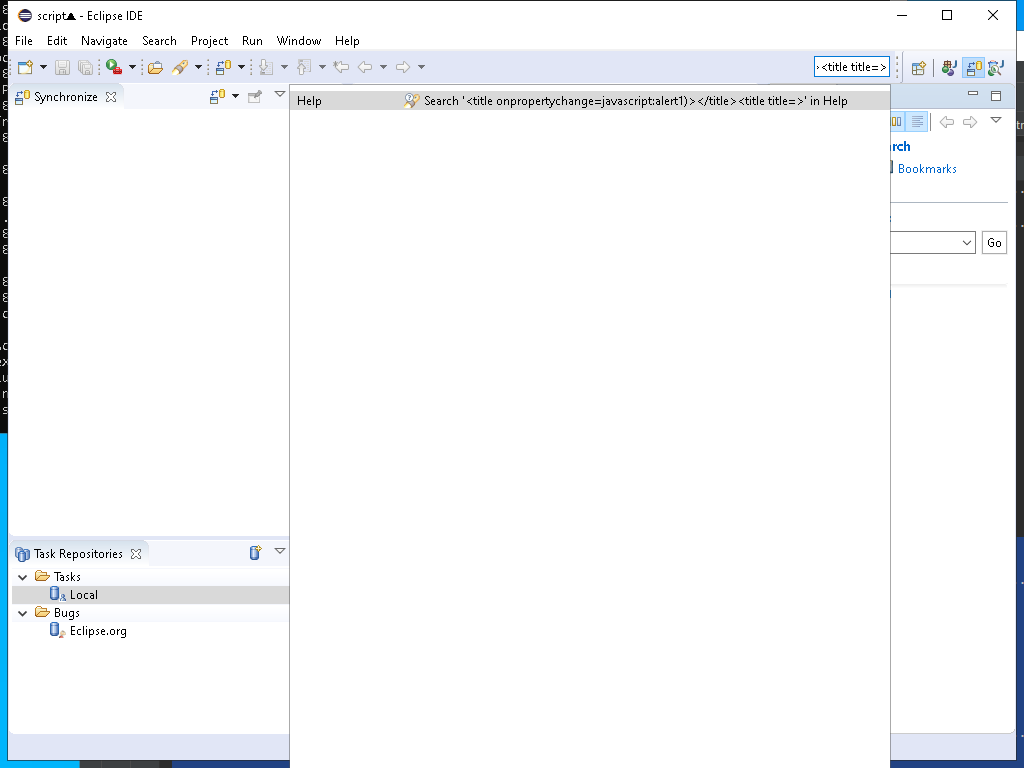 script▲ - Eclipse IDE
File Edit Navigate Search Project Run Window Help
<title title=>
Synchronize
Help Search '<title onpropertychange=javascript:alert1)></title><title title=>' in Help
rch
Bookmarks
Go
Task Repositories
Tasks
Local
Bugs
Eclipse.org